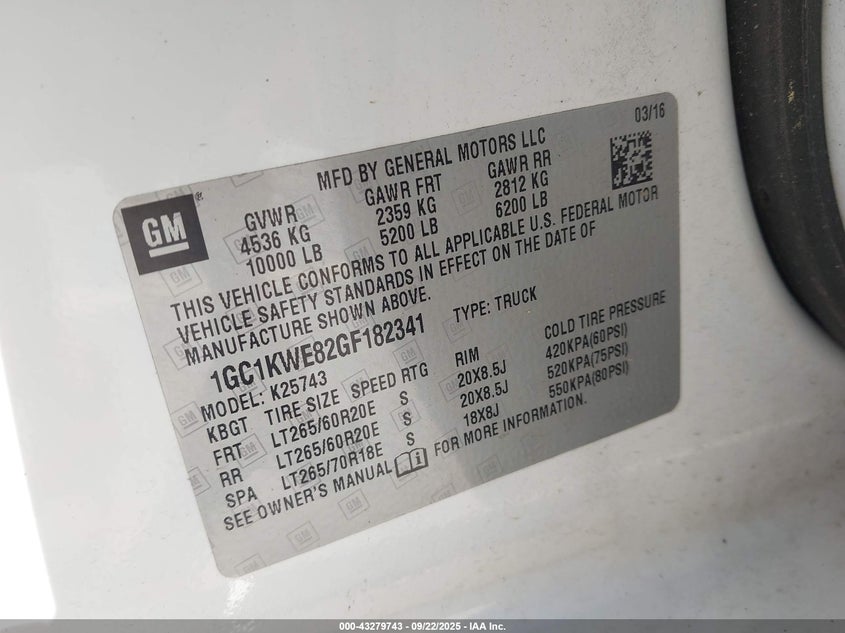 03/16
MFD BY GENERAL MOTORS LLC
GM
GVWR GAWR FRT GAWR RR
4536 KG 2359 KG 2812 KG
10000 LB 5200 LB 6200 LB
THIS VEHICLE CONFORMS TO ALL APPLICABLE U.S. FEDERAL MOTOR
VEHICLE SAFETY STANDARDS IN EFFECT ON THE DATE OF
MANUFACTURE SHOWN ABOVE.
1GC1KWE82GF182341 TYPE: TRUCK
MODEL: K25743
KBGT TIRE SIZE SPEED RTG RIM COLD TIRE PRESSURE
FRT LT265/60R20E S 20X8.5J 420KPA(60PSI)
RR LT265/60R20E S 20X8.5J 520KPA(75PSI)
SPA LT265/70R18E S 18X8J 550KPA(80PSI)
SEE OWNER'S MANUAL FOR MORE INFORMATION.
000-43279743 - 09/22/2025 - IAA Inc.